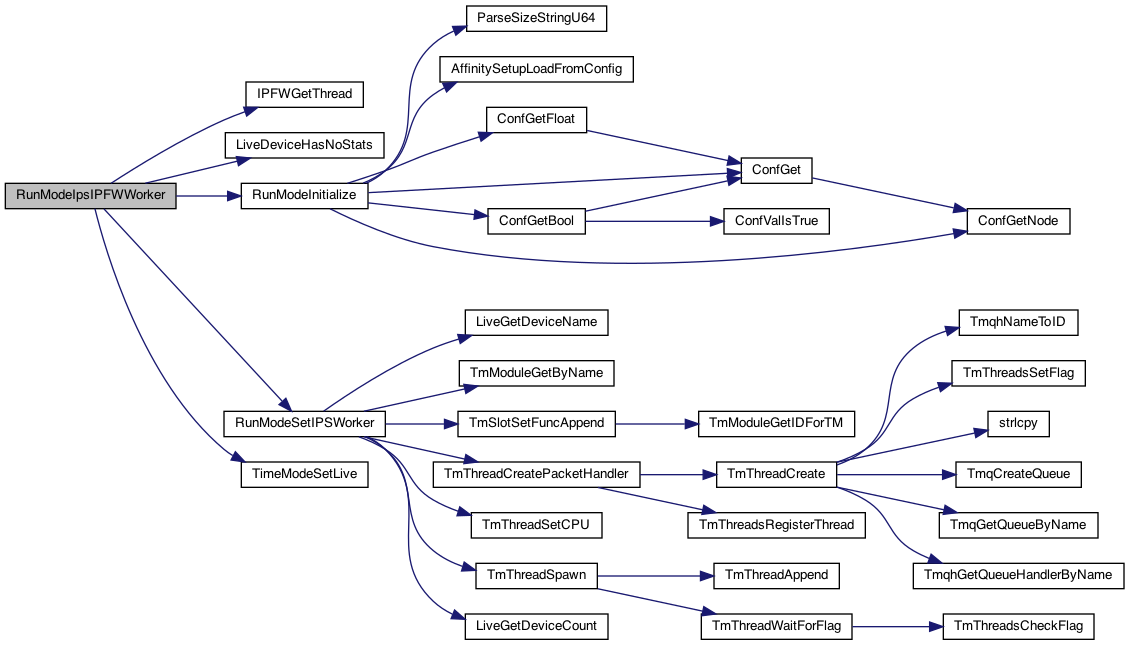 ParseSizeStringU64
AffinitySetupLoadFromConfig
IPFWGetThread
ConfGetFloat
LiveDeviceHasNoStats
ConfGet
RunModeIpsIPFWWorker
RunModeInitialize
ConfGetBool
ConfValIsTrue
ConfGetNode
LiveGetDeviceName
TmqhNameToID
TmModuleGetByName
TmThreadsSetFlag
RunModeSetIPSWorker
TmSlotSetFuncAppend
TmModuleGetIDForTM
strlcpy
TimeModeSetLive
TmThreadCreatePacketHandler
TmThreadCreate
TmqCreateQueue
TmThreadSetCPU
TmThreadsRegisterThread
TmqGetQueueByName
TmThreadSpawn
TmThreadAppend
TmqhGetQueueHandlerByName
LiveGetDeviceCount
TmThreadWaitForFlag
TmThreadsCheckFlag